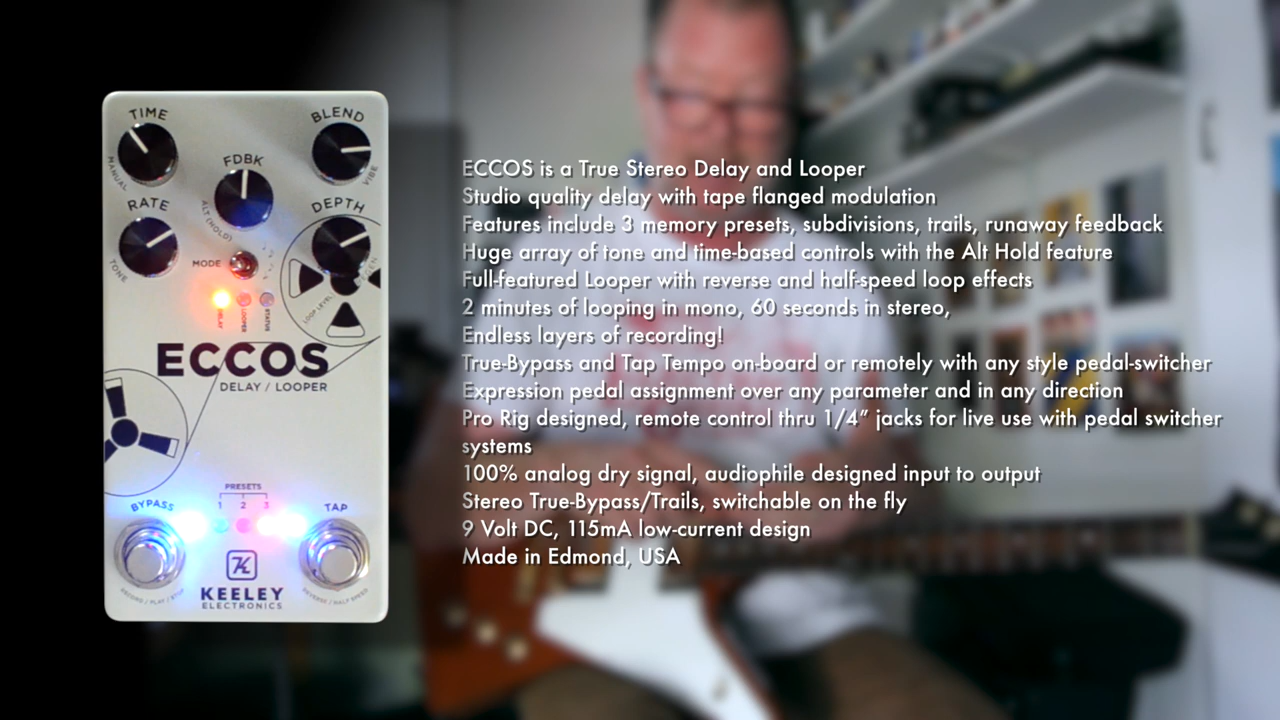 TIME
BLEND
FDBK
MANUAL
VIBE
RATE
ALT (HOLD)
DEPTH
MODE
TONE
LOOP LEVEL
DELAY
LOOPER
STATUS
ECCOS
DELAY / LOOPER
PRESETS
BYPASS
1 2 3
TAP
KEELEY
ELECTRONICS
RECORD / PLAY / STOP
REVERSE / HALF SPEED
ECCOS is a True Stereo Delay and Looper
Studio quality delay with tape flanged modulation
Features include 3 memory presets, subdivisions, trails, runaway feedback
Huge array of tone and time-based controls with the Alt Hold feature
Full-featured Looper with reverse and half-speed loop effects
2 minutes of looping in mono, 60 seconds in stereo,
Endless layers of recording!
True-Bypass and Tap Tempo on-board or remotely with any style pedal-switcher
Expression pedal assignment over any parameter and in any direction
Pro Rig designed, remote control thru 1/4” jacks for live use with pedal switcher
systems
100% analog dry signal, audiophile designed input to output
Stereo True-Bypass/Trails, switchable on the fly
9 Volt DC, 115mA low-current design
Made in Edmond, USA